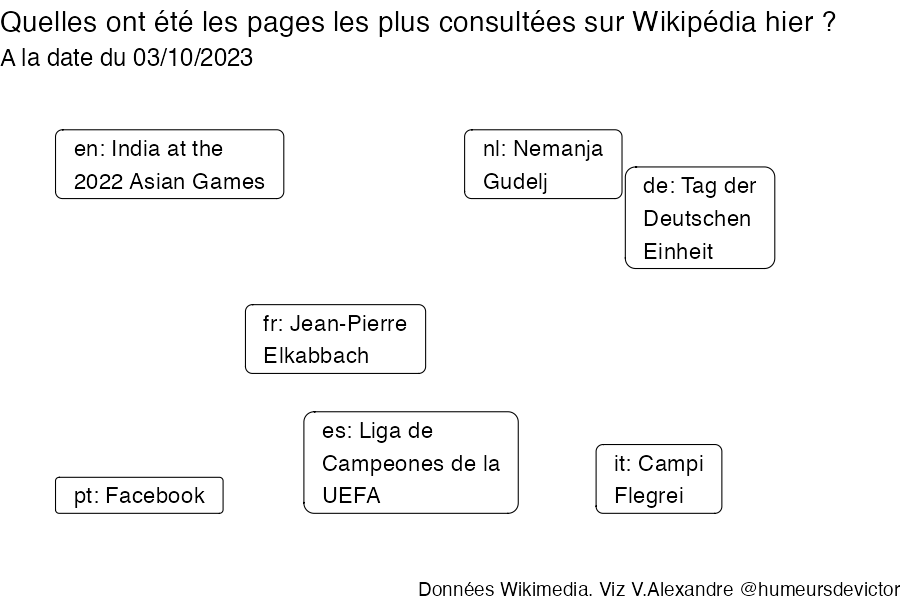 Quelles ont été les pages les plus consultées sur Wikipédia hier ?
A la date du 03/10/2023
en: India at the
2022 Asian Games
nl: Nemanja
Gudelj
de: Tag der
Deutschen
Einheit
fr: Jean-Pierre
Elkabbach
es: Liga de
Campeones de la
UEFA
it: Campi
Flegrei
pt: Facebook
Données Wikimedia. Viz V.Alexandre @humeursdevictor